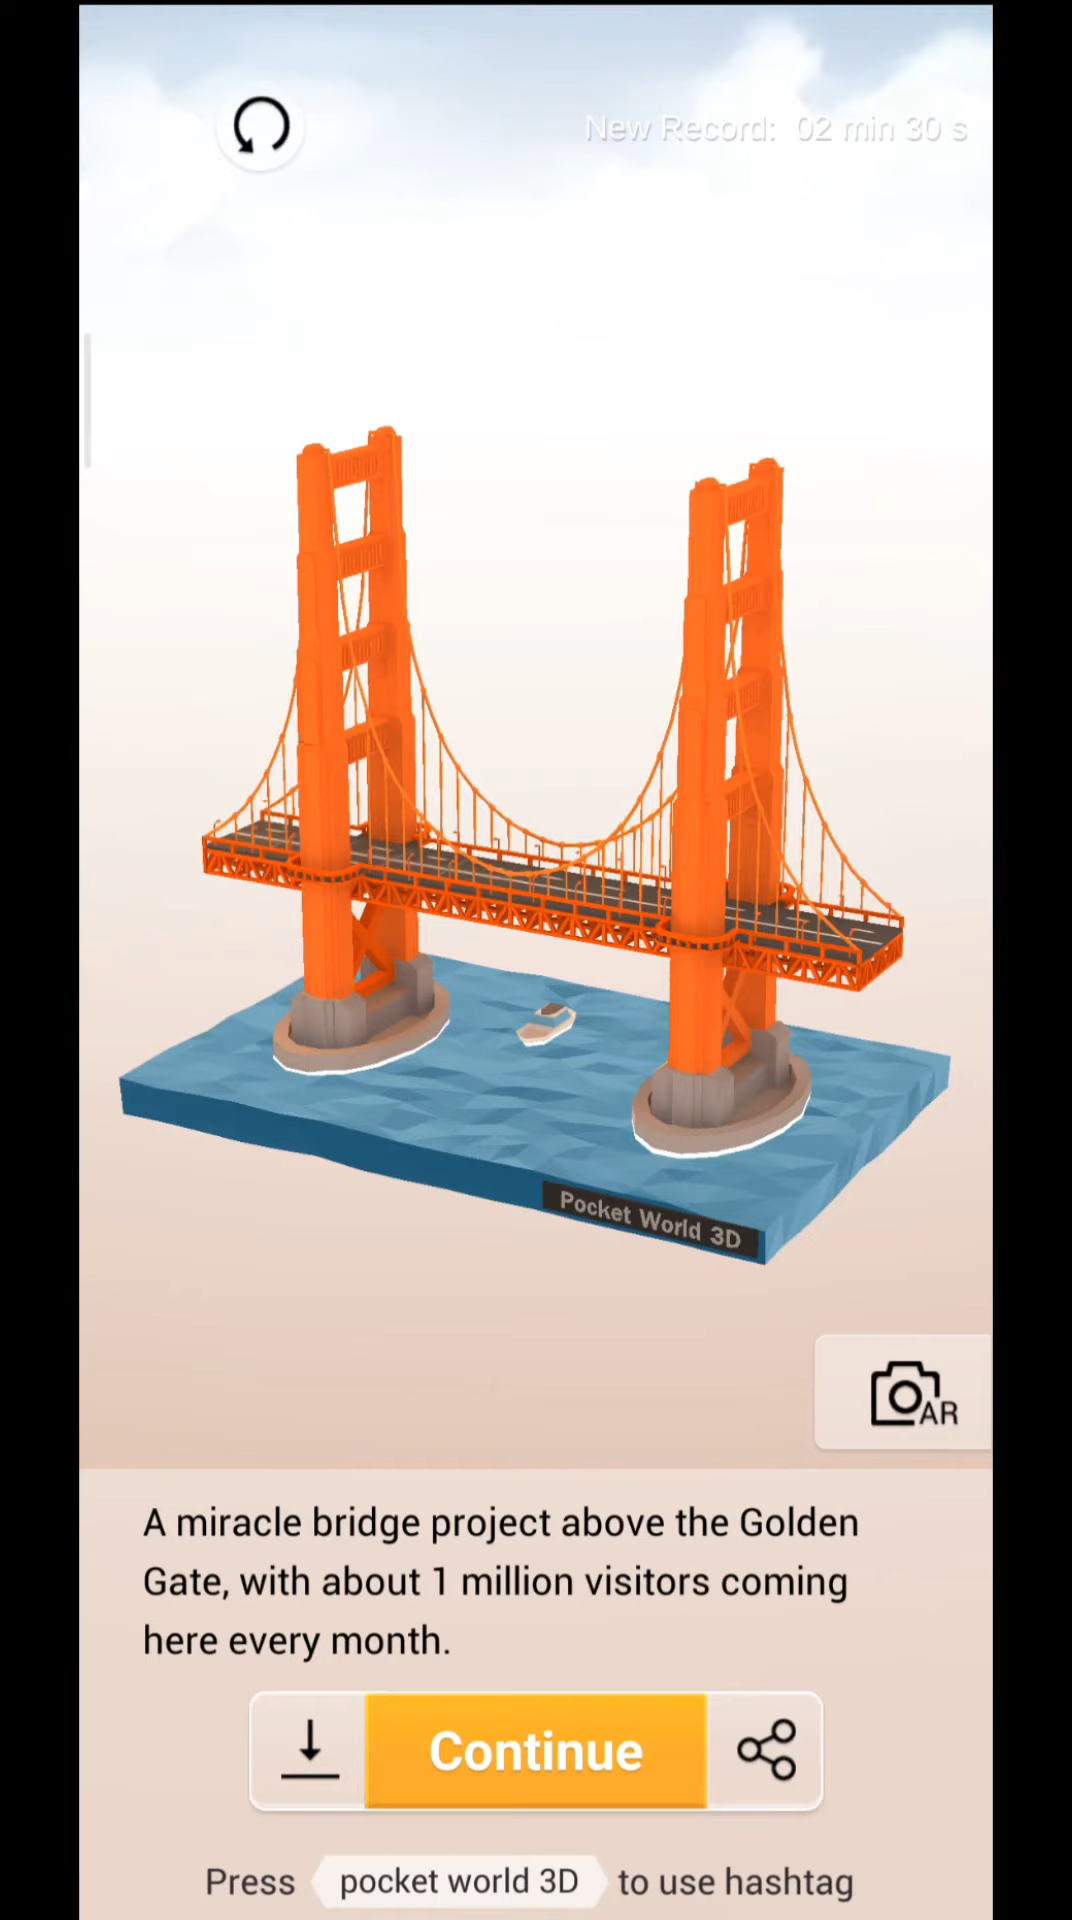 New Record: 02 min 30 s
Pocket World 3D
AR
A miracle bridge project above the Golden
Gate, with about 1 million visitors coming
here every month.
Continue
Press pocket world 3D to use hashtag